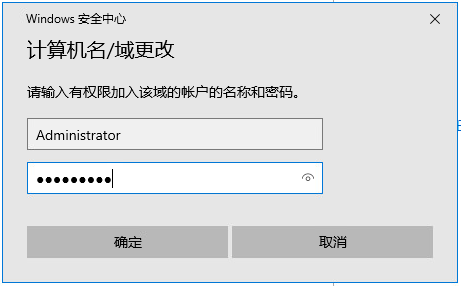 Windows 安全中心
计算机名/域更改
请输入有权限加入该域的帐户的名称和密码。
Administrator
●●●●●●●●●
确定
取消